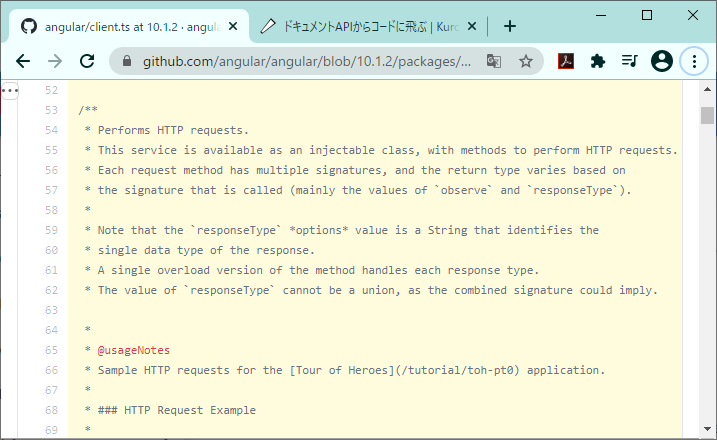 angular/client.ts at 10.1.2 · angul
ドキュメントAPIからコードに飛ぶ | Kuro
github.com/angular/angular/blob/10.1.2/packages/...
52
53 /**
54 * Performs HTTP requests.
55 * This service is available as an injectable class, with methods to perform HTTP requests.
56 * Each request method has multiple signatures, and the return type varies based on
57 * the signature that is called (mainly the values of `observe` and `responseType`).
58 *
59 * Note that the `responseType` *options* value is a String that identifies the
60 * single data type of the response.
61 * A single overload version of the method handles each response type.
62 * The value of `responseType` cannot be a union, as the combined signature could imply.
63
64 *
65 * @usageNotes
66 * Sample HTTP requests for the [Tour of Heroes](/tutorial/toh-pt0) application.
67 *
68 * ### HTTP Request Example
69 *